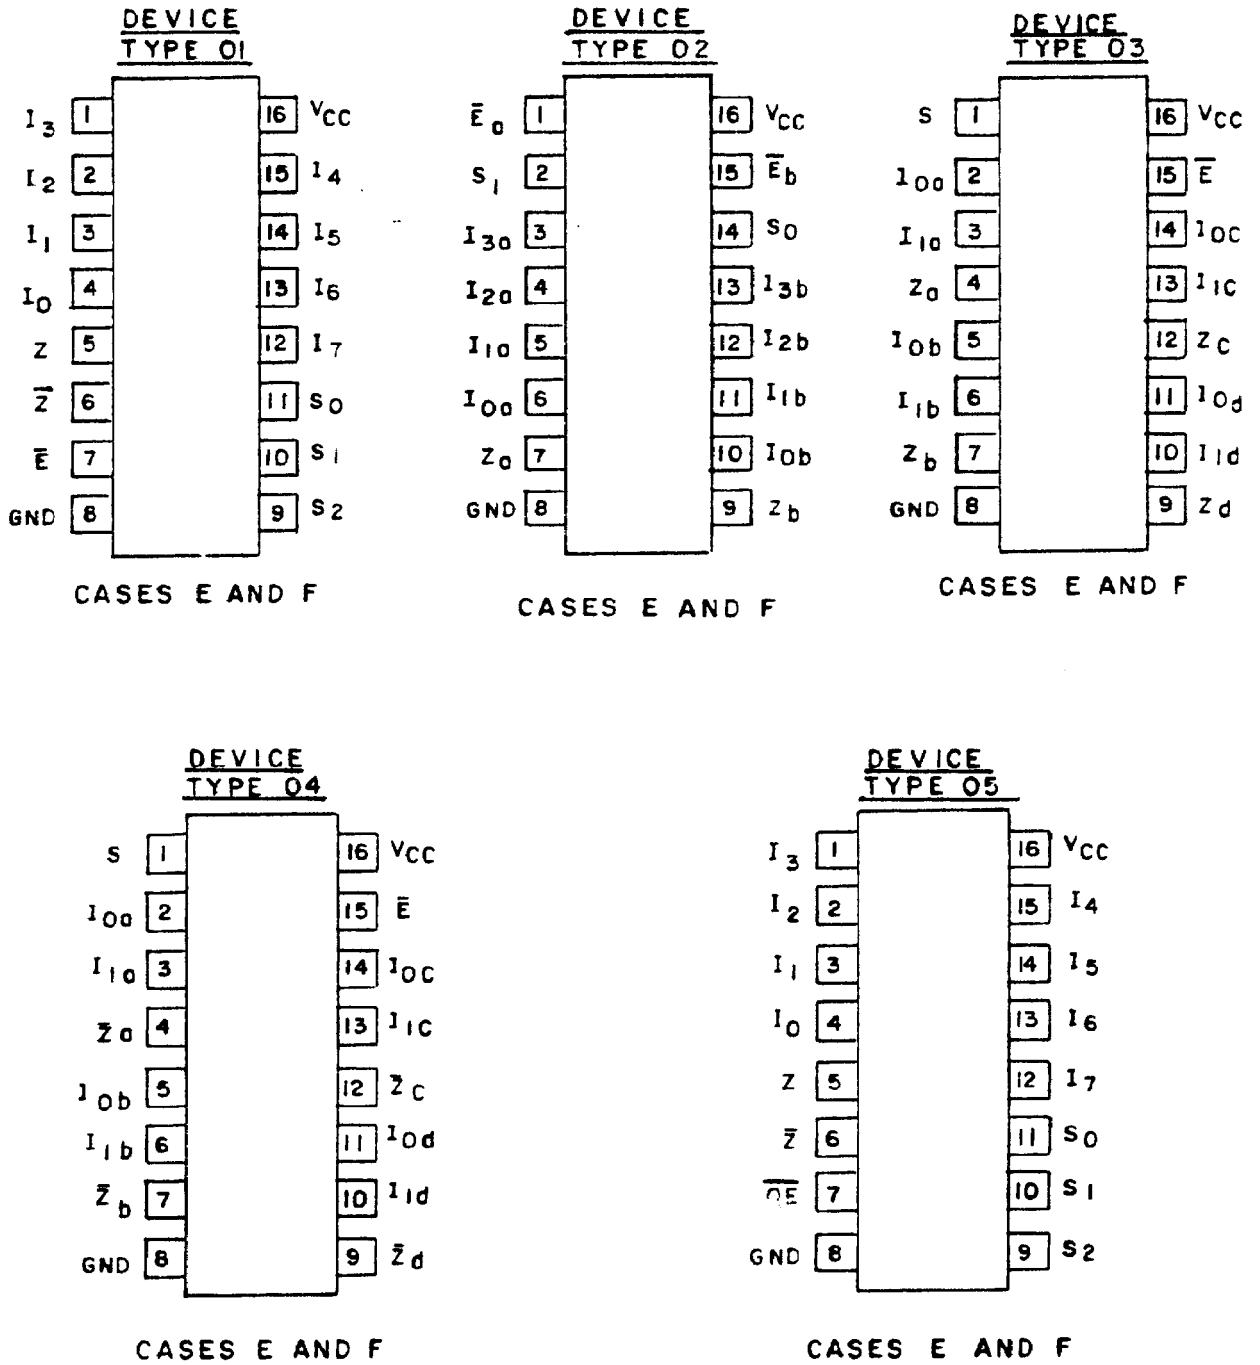 DEVICE
TYPE 01
I3 1 16 VCC
I2 2 15 I4
I1 3 14 I5
I0 4 13 I6
Z 5 12 I7
Z̅ 6 11 S0
E̅ 7 10 S1
GND 8 9 S2
CASES E AND F
DEVICE
TYPE 02
E̅a 1 16 VCC
S1 2 15 E̅b
I3a 3 14 S0
I2a 4 13 I3b
I1a 5 12 I2b
I0a 6 11 I1b
Za 7 10 I0b
GND 8 9 Zb
CASES E AND F
DEVICE
TYPE 03
S 1 16 VCC
I0a 2 15 E̅
I1a 3 14 I0C
Za 4 13 I1C
I0b 5 12 ZC
I1b 6 11 I0d
Zb 7 10 I1d
GND 8 9 Zd
CASES E AND F
DEVICE
TYPE 04
S 1 16 VCC
I0a 2 15 E̅
I1a 3 14 I0C
Z̅a 4 13 I1C
I0b 5 12 Z̅C
I1b 6 11 I0d
Z̅b 7 10 I1d
GND 8 9 Z̅d
CASES E AND F
DEVICE
TYPE 05
I3 1 16 VCC
I2 2 15 I4
I1 3 14 I5
I0 4 13 I6
Z 5 12 I7
Z̅ 6 11 S0
O̅E̅ 7 10 S1
GND 8 9 S2
CASES E AND F